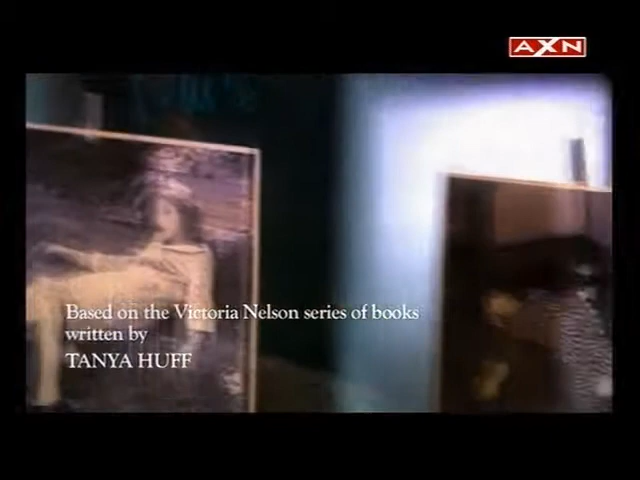 AXN
Based on the Victoria Nelson series of books
written by
TANYA HUFF